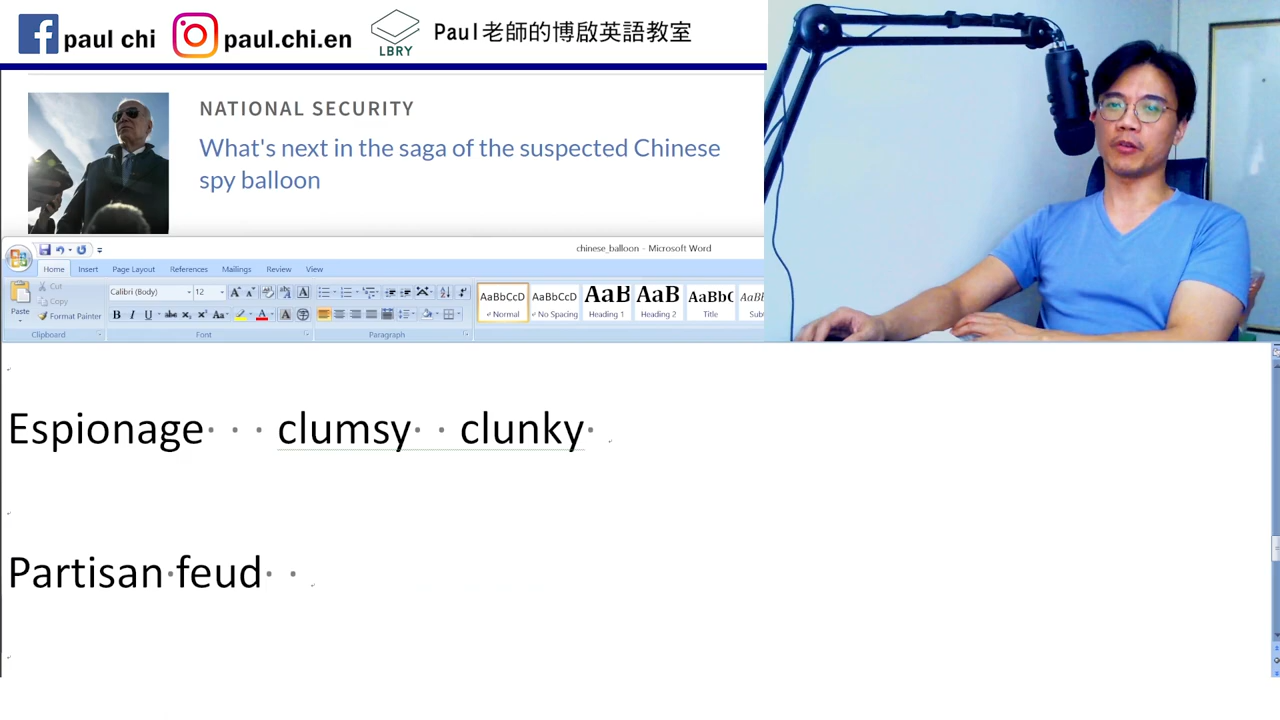 paul chi
paul.chi.en
LBRY
Paul老師的博啟英語教室
NATIONAL SECURITY
What's next in the saga of the suspected Chinese
spy balloon
chinese_balloon - Microsoft Word
Home Insert Page Layout References Mailings Review View
Paste
Cut
Copy
Format Painter
Clipboard
Calibri (Body) 12
Font
Paragraph
AaBbCcD AaBbCcD AaB AaB AaBbC AaB
Normal No Spacing Heading 1 Heading 2 Title Subt
Espionage clumsy clunky
Partisan feud